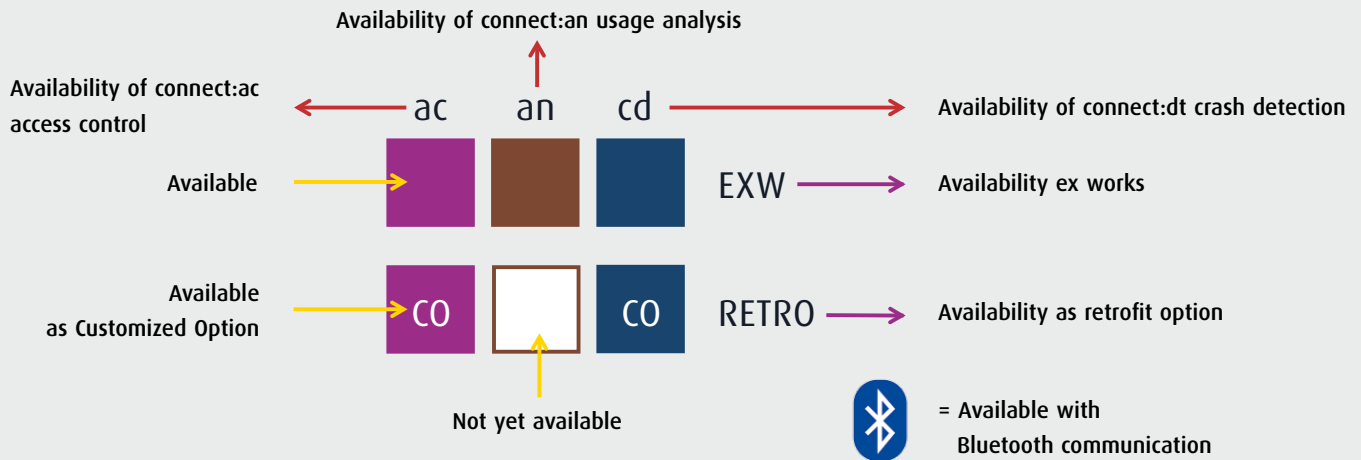 Availability of connect:an usage analysis
Availability of connect:ac
access control
ac an cd
Availability of connect:dt crash detection
Available
EXW
Availability ex works
Available
as Customized Option
CO
CO
RETRO
Availability as retrofit option
Not yet available
= Available with
Bluetooth communication